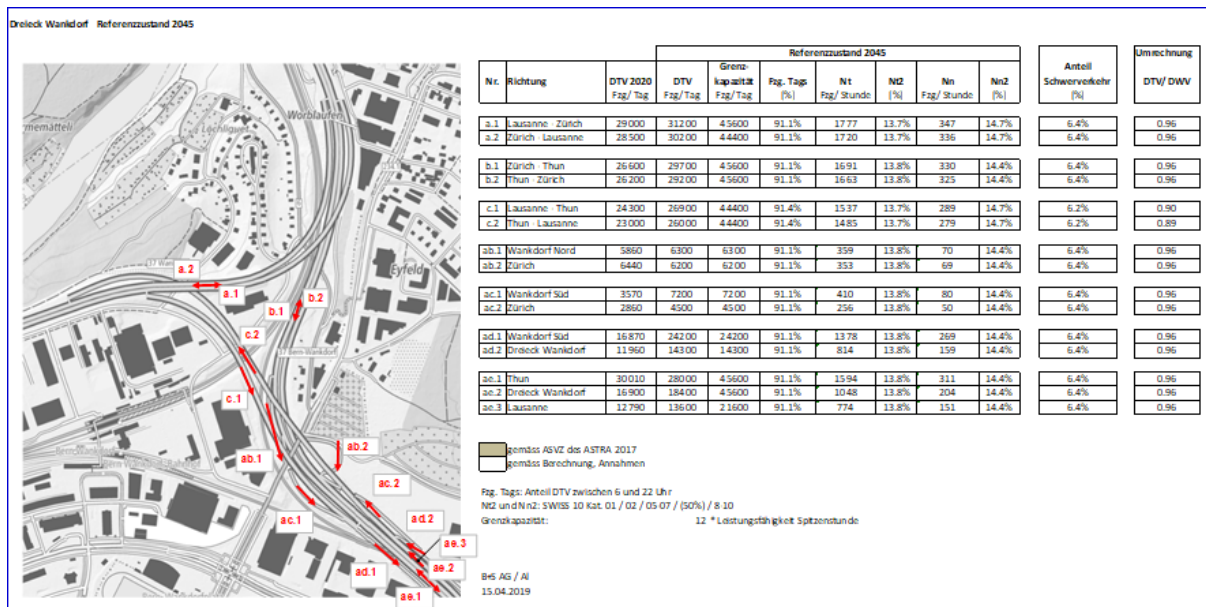 Dreieck Wankdorf Referenzzustand 2045
Worblaufen
Löchligut
37 Wan
Eyfeld
37 Bern-Wankdorf
a.2
a.1
b.2
b.1
c.2
c.1
ab.2
ab.1
ac.2
ac.1
ad.2
ae.3
ad.1
ae.2
ae.1
Referenzzustand 2045
Nr. Richtung DTV 2020 DTV Grenz-kapazität Fzg. Tags Nt Nt2 Nn Nn2 Anteil Schwerverkehr Umrechnung DTV/ DWV
Fzg/ Tag Fzg/ Tag Fzg/ Tag (%) Fzg/ Stunde (%) Fzg/ Stunde (%) (%)
a.1 Lausanne - Zürich 29000 31200 45600 91.1% 1777 13.7% 347 14.7% 6.4% 0.96
a.2 Zürich - Lausanne 28500 30200 44400 91.1% 1720 13.7% 336 14.7% 6.4% 0.96
b.1 Zürich - Thun 26600 29700 45600 91.1% 1691 13.8% 330 14.4% 6.4% 0.96
b.2 Thun - Zürich 26200 29200 45600 91.1% 1663 13.8% 325 14.4% 6.4% 0.96
c.1 Lausanne - Thun 24300 26900 44400 91.4% 1537 13.7% 289 14.7% 6.2% 0.90
c.2 Thun - Lausanne 23000 26000 44400 91.4% 1485 13.7% 279 14.7% 6.2% 0.89
ab.1 Wankdorf Nord 5860 6300 6300 91.1% 359 13.8% 70 14.4% 6.4% 0.96
ab.2 Zürich 6440 6200 6200 91.1% 353 13.8% 69 14.4% 6.4% 0.96
ac.1 Wankdorf Süd 3570 7200 7200 91.1% 410 13.8% 80 14.4% 6.4% 0.96
ac.2 Zürich 2860 4500 4500 91.1% 256 13.8% 50 14.4% 6.4% 0.96
ad.1 Wankdorf Süd 16870 24200 24200 91.1% 1378 13.8% 269 14.4% 6.4% 0.96
ad.2 Dreieck Wankdorf 11960 14300 14300 91.1% 814 13.8% 159 14.4% 6.4% 0.96
ae.1 Thun 30010 28000 45600 91.1% 1594 13.8% 311 14.4% 6.4% 0.96
ae.2 Dreieck Wankdorf 16900 18400 45600 91.1% 1048 13.8% 204 14.4% 6.4% 0.96
ae.3 Lausanne 12790 13600 21600 91.1% 774 13.8% 151 14.4% 6.4% 0.96
gemäss ASVZ des ASTRA 2017
gemäss Berechnung, Annahmen
Fzg. Tags: Anteil DTV zwischen 6 und 22 Uhr
Nt2 und Nn2: SWISS 10 Kat. 01 / 02 / 05-07 / (50%) / 8-10
Grenzkapazität: 12 * Leistungsfähigkeit Spitzenstunde
B+S AG / Al
15.04.2019